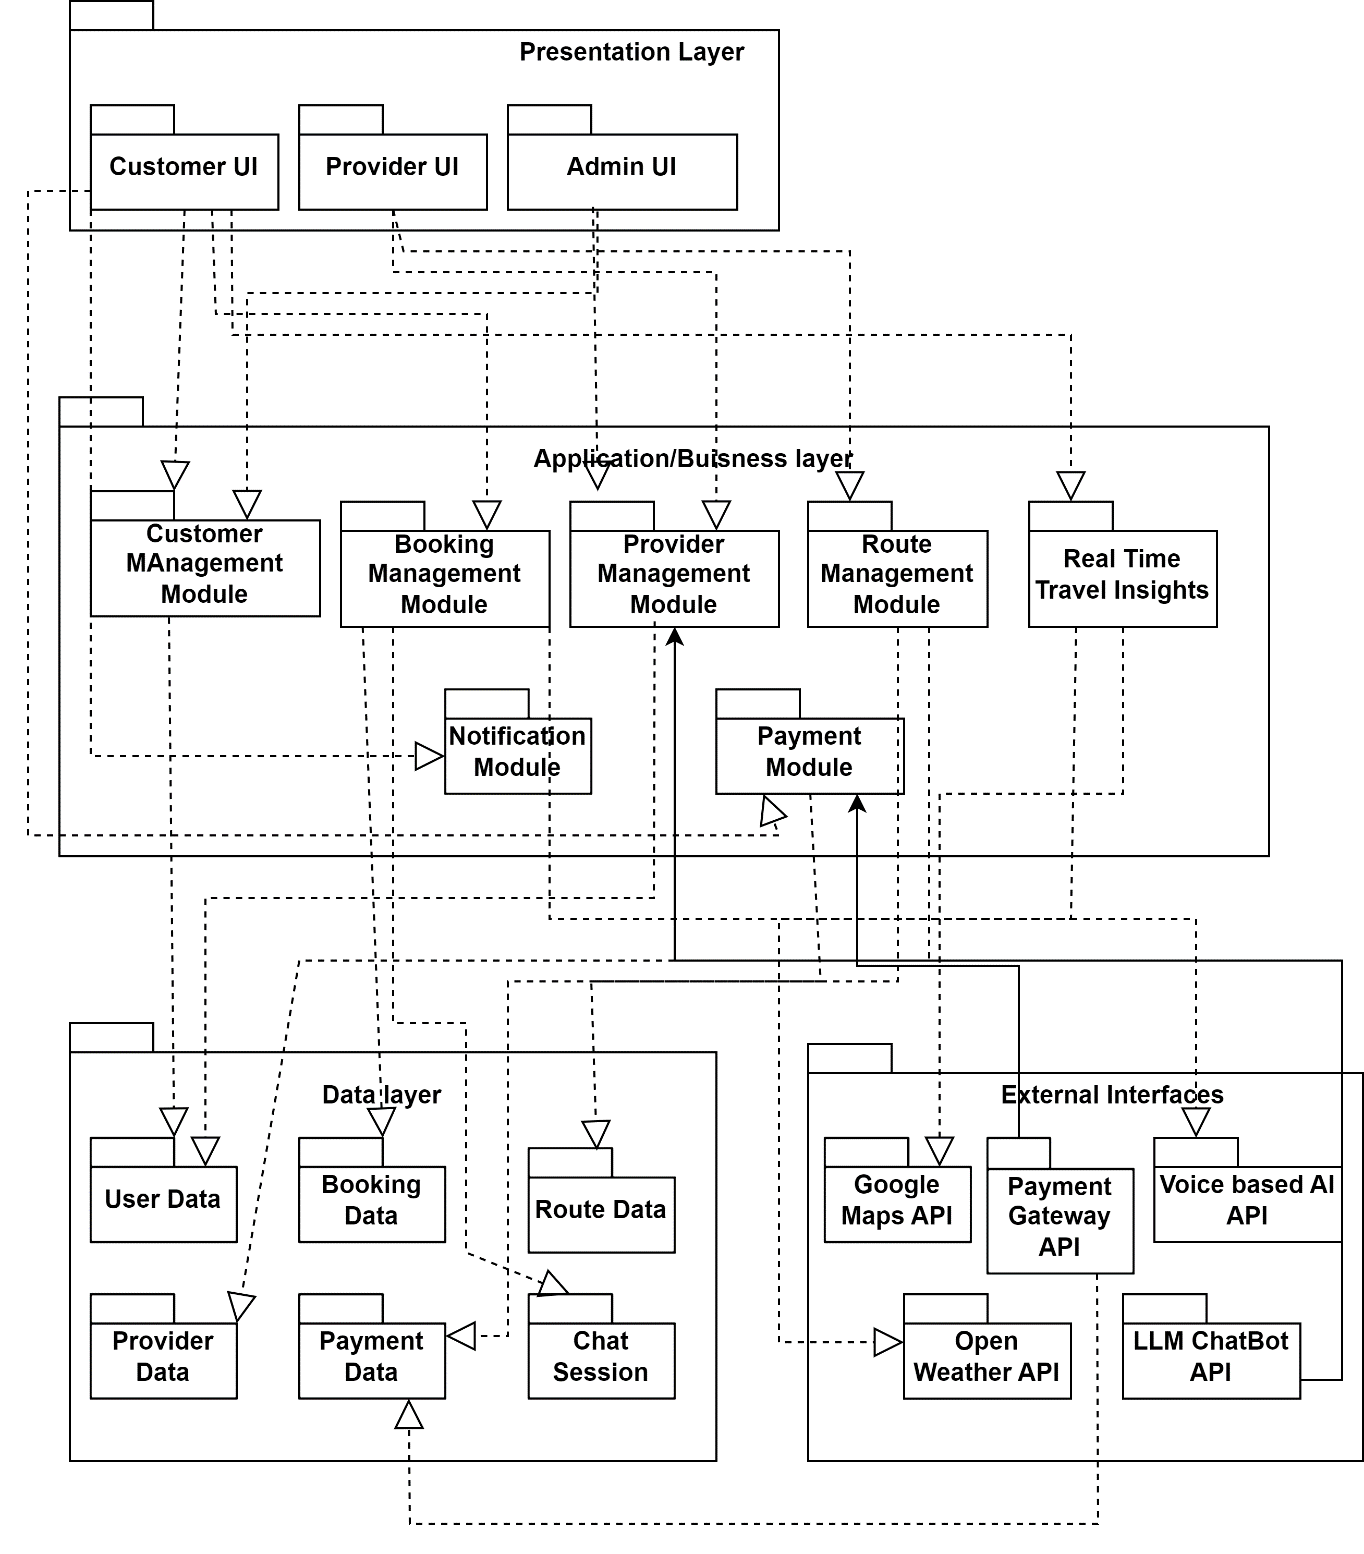 Presentation Layer
Customer UI
Provider UI
Admin UI
Application/Buisness layer
Customer
MAnagement
Module
Booking
Management
Module
Provider
Management
Module
Route
Management
Module
Real Time
Travel Insights
Notification
Module
Payment
Module
Data layer
User Data
Booking
Data
Route Data
Provider
Data
Payment
Data
Chat
Session
External Interfaces
Google
Maps API
Payment
Gateway
API
Voice based AI
API
Open
Weather API
LLM ChatBot
API